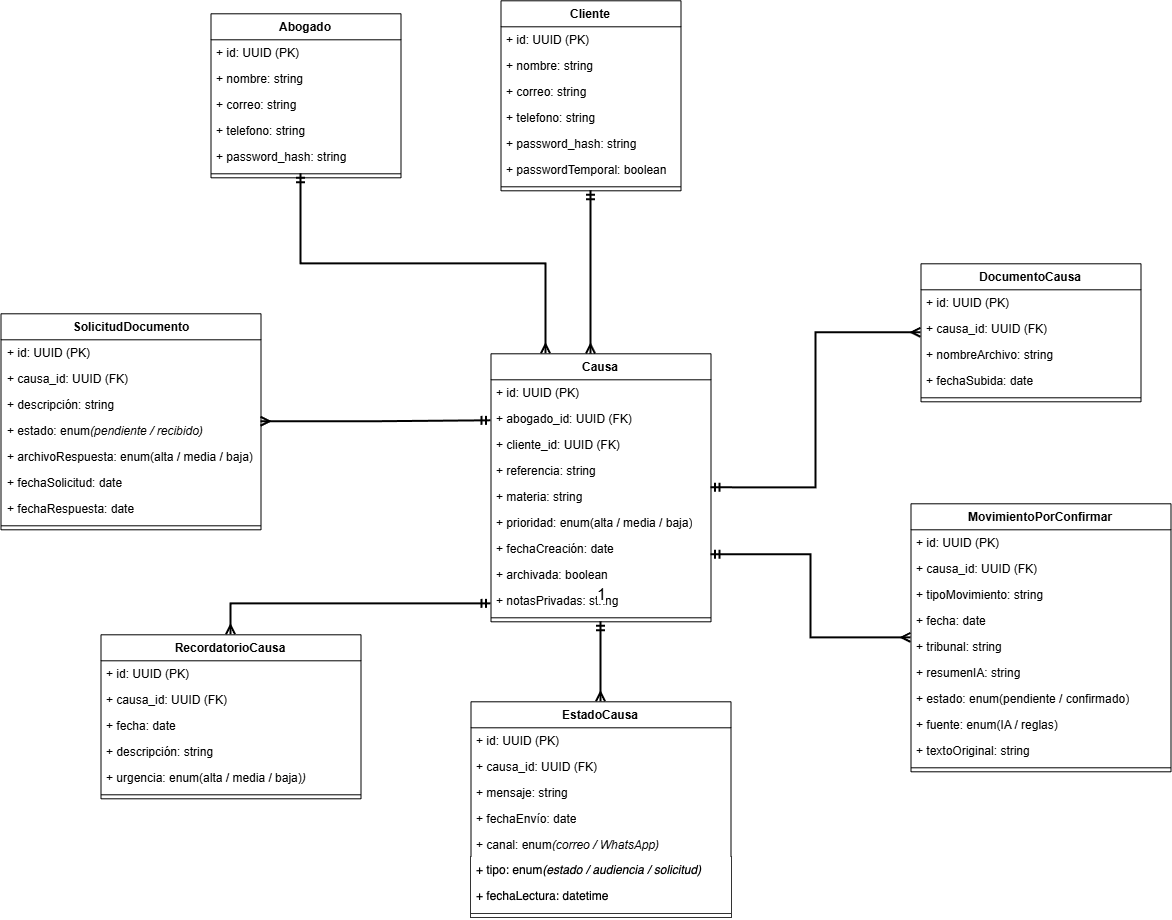 Abogado
+ id: UUID (PK)
+ nombre: string
+ correo: string
+ telefono: string
+ password_hash: string
Cliente
+ id: UUID (PK)
+ nombre: string
+ correo: string
+ telefono: string
+ password_hash: string
+ passwordTemporal: boolean
DocumentoCausa
+ id: UUID (PK)
+ causa_id: UUID (FK)
+ nombreArchivo: string
+ fechaSubida: date
SolicitudDocumento
+ id: UUID (PK)
+ causa_id: UUID (FK)
+ descripción: string
+ estado: enum(pendiente / recibido)
+ archivoRespuesta: enum(alta / media / baja)
+ fechaSolicitud: date
+ fechaRespuesta: date
Causa
+ id: UUID (PK)
+ abogado_id: UUID (FK)
+ cliente_id: UUID (FK)
+ referencia: string
+ materia: string
+ prioridad: enum(alta / media / baja)
+ fechaCreación: date
+ archivada: boolean
+ notasPrivadas: string
1
MovimientoPorConfirmar
+ id: UUID (PK)
+ causa_id: UUID (FK)
+ tipoMovimiento: string
+ fecha: date
+ tribunal: string
+ resumenIA: string
+ estado: enum(pendiente / confirmado)
+ fuente: enum(IA / reglas)
+ textoOriginal: string
RecordatorioCausa
+ id: UUID (PK)
+ causa_id: UUID (FK)
+ fecha: date
+ descripción: string
+ urgencia: enum(alta / media / baja))
EstadoCausa
+ id: UUID (PK)
+ causa_id: UUID (FK)
+ mensaje: string
+ fechaEnvío: date
+ canal: enum(correo / WhatsApp)
+ tipo: enum(estado / audiencia / solicitud)
+ fechaLectura: datetime